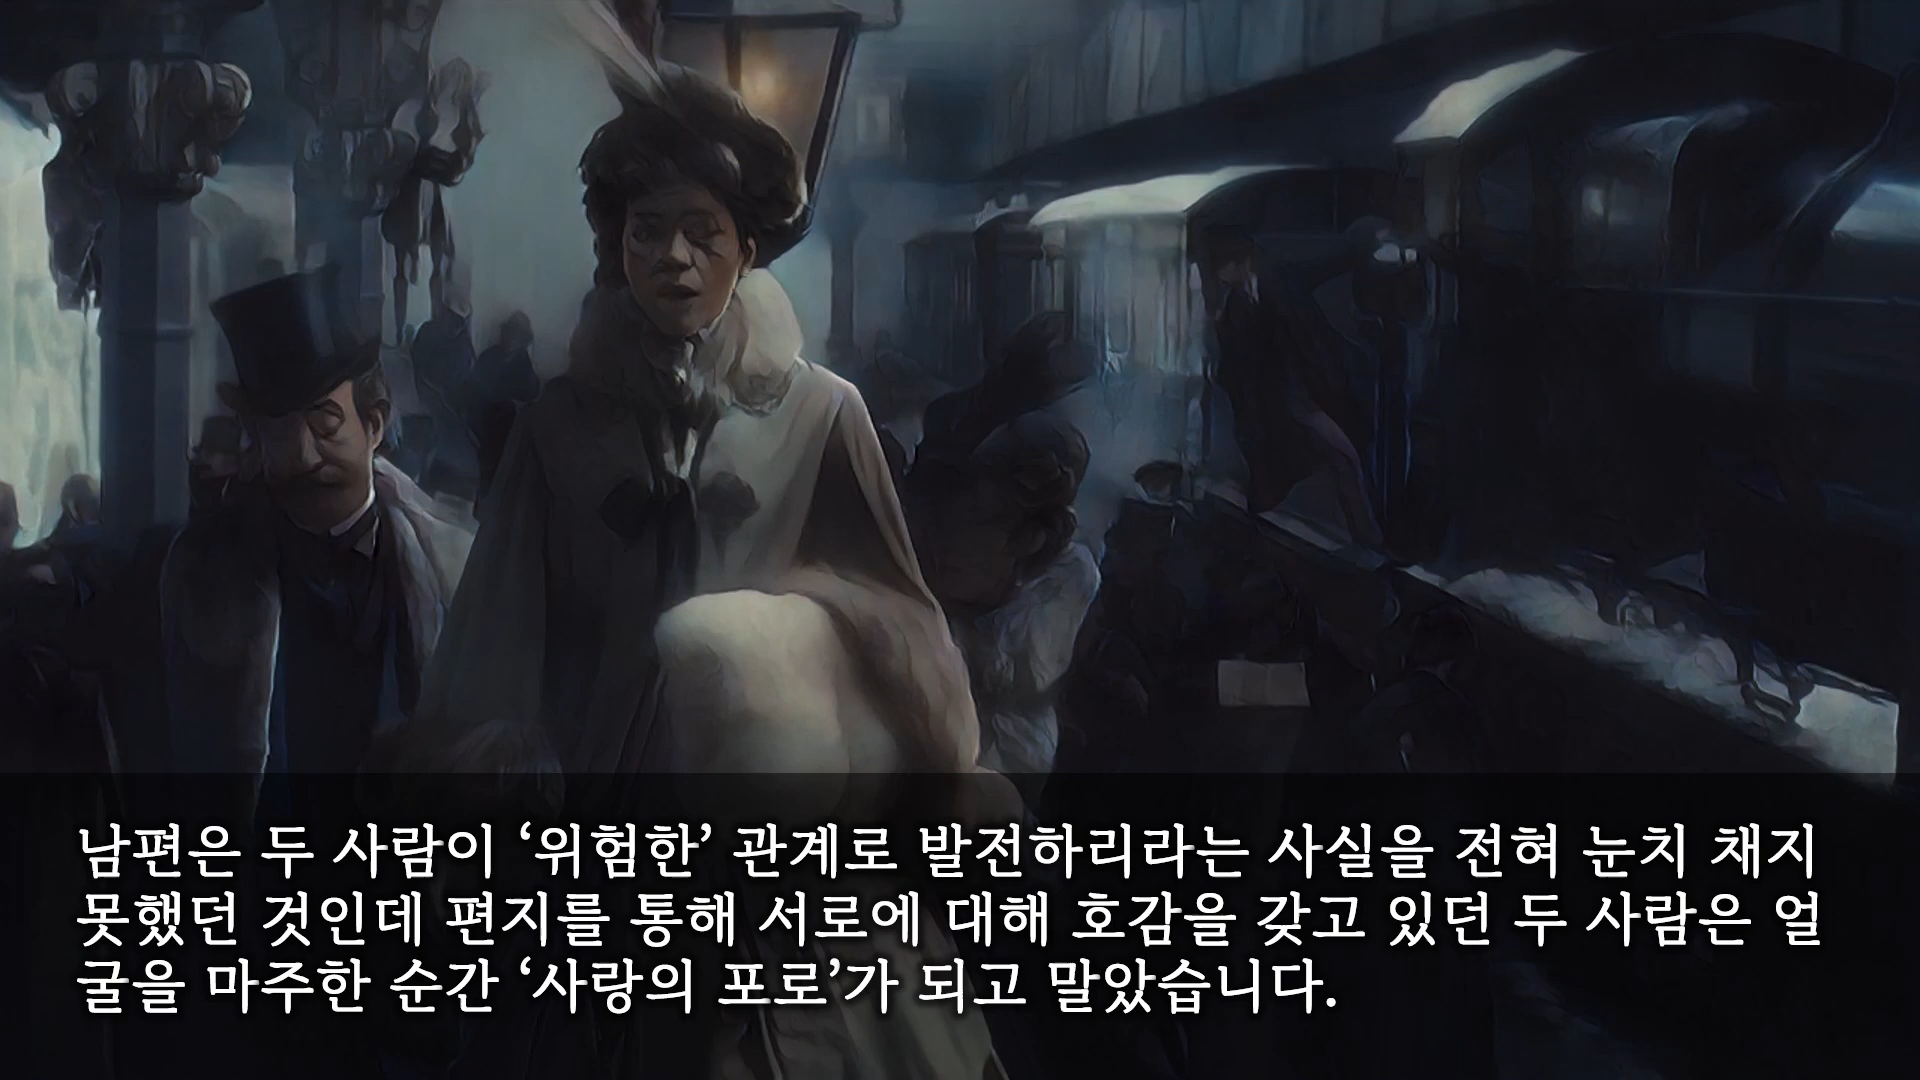 남편은 두 사람이 ‘위험한’ 관계로 발전하리라는 사실을 전혀 눈치 채지
못했던 것인데 편지를 통해 서로에 대해 호감을 갖고 있던 두 사람은 얼
굴을 마주한 순간 ‘사랑의 포로’가 되고 말았습니다.